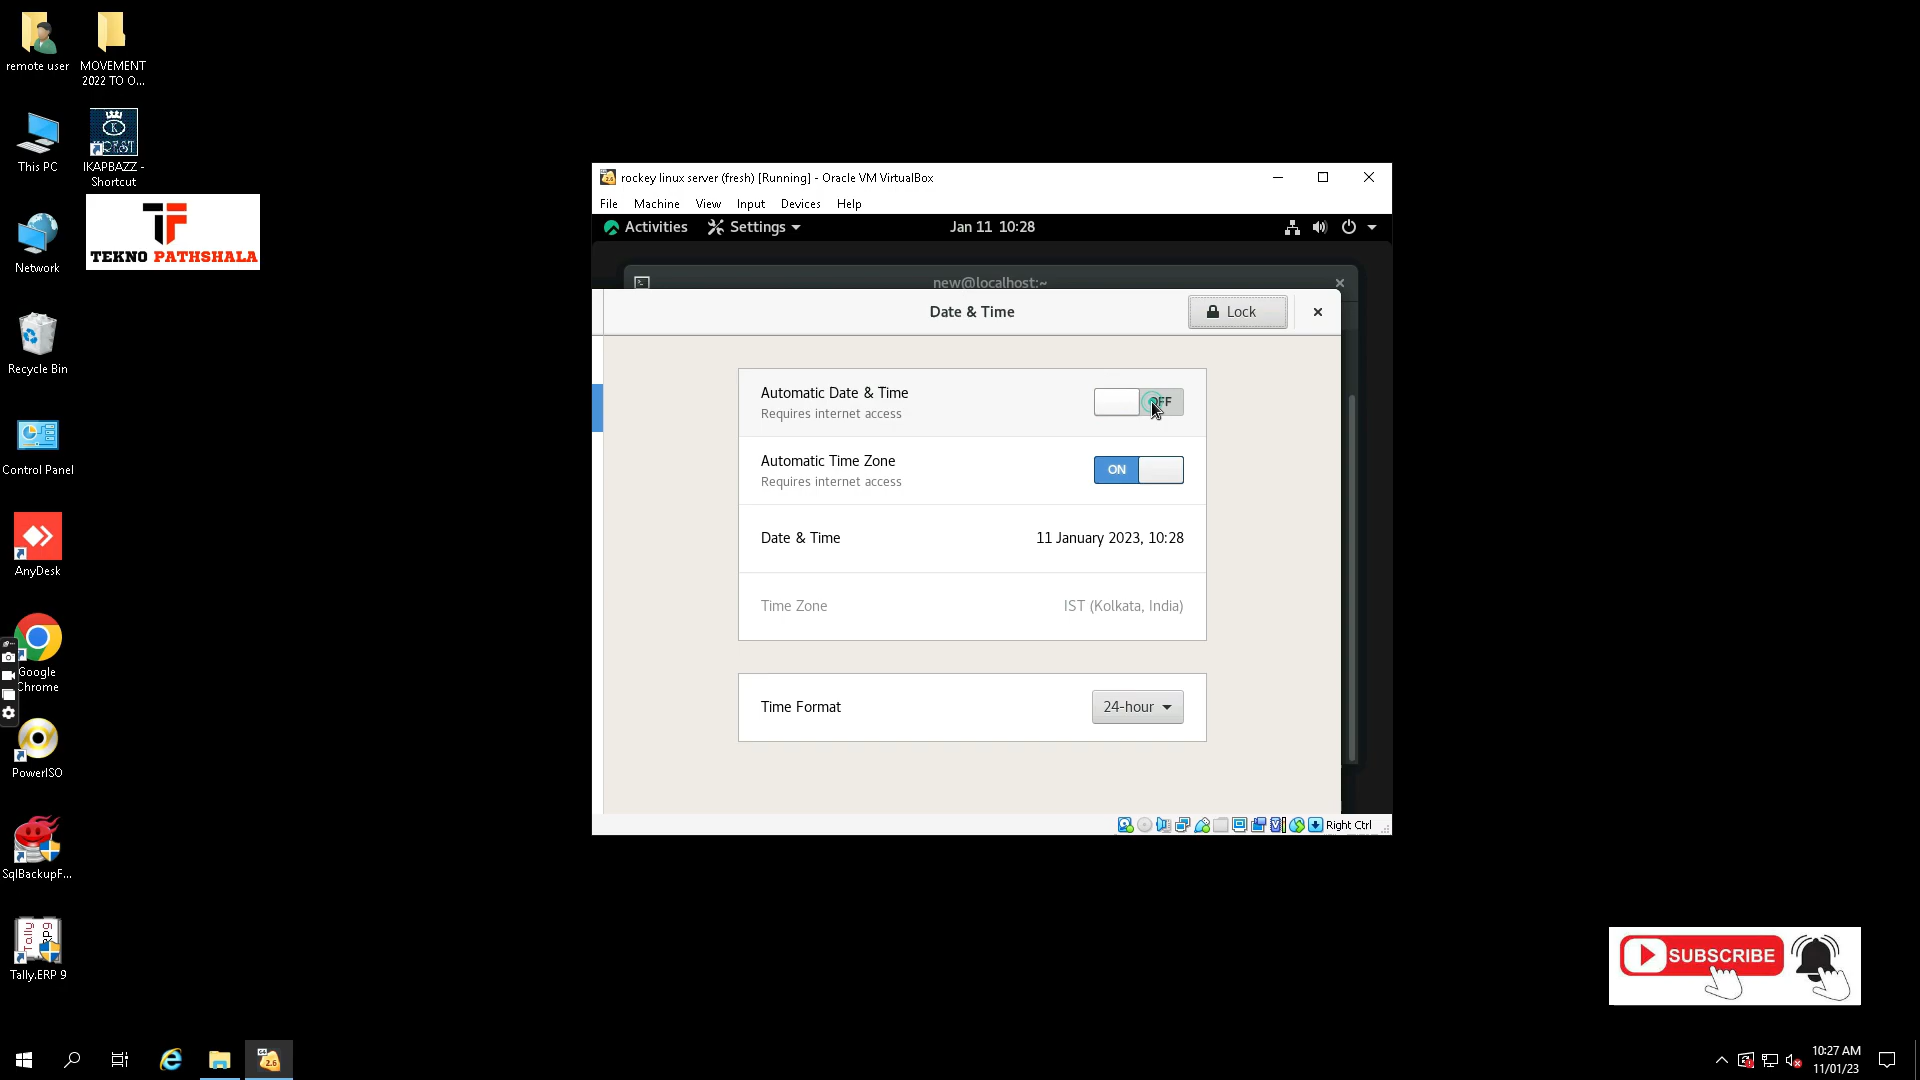 remote user
MOVEMENT
2022 TO O...
This PC
IKAPBAZZ -
Shortcut
TEKNO PATHSHALA
Network
Recycle Bin
Control Panel
AnyDesk
Google
Chrome
PowerISO
SqlBackupF...
Tally.ERP 9
rockey linux server (fresh) [Running] - Oracle VM VirtualBox
File Machine View Input Devices Help
Activities Settings Jan 11 10:28
new@localhost:~
Date & Time Lock
Automatic Date & Time
OFF
Requires internet access
Automatic Time Zone
ON
Requires internet access
Date & Time 11 January 2023, 10:28
Time Zone IST (Kolkata, India)
Time Format 24-hour
Right Ctrl
SUBSCRIBE
10:27 AM
11/01/23